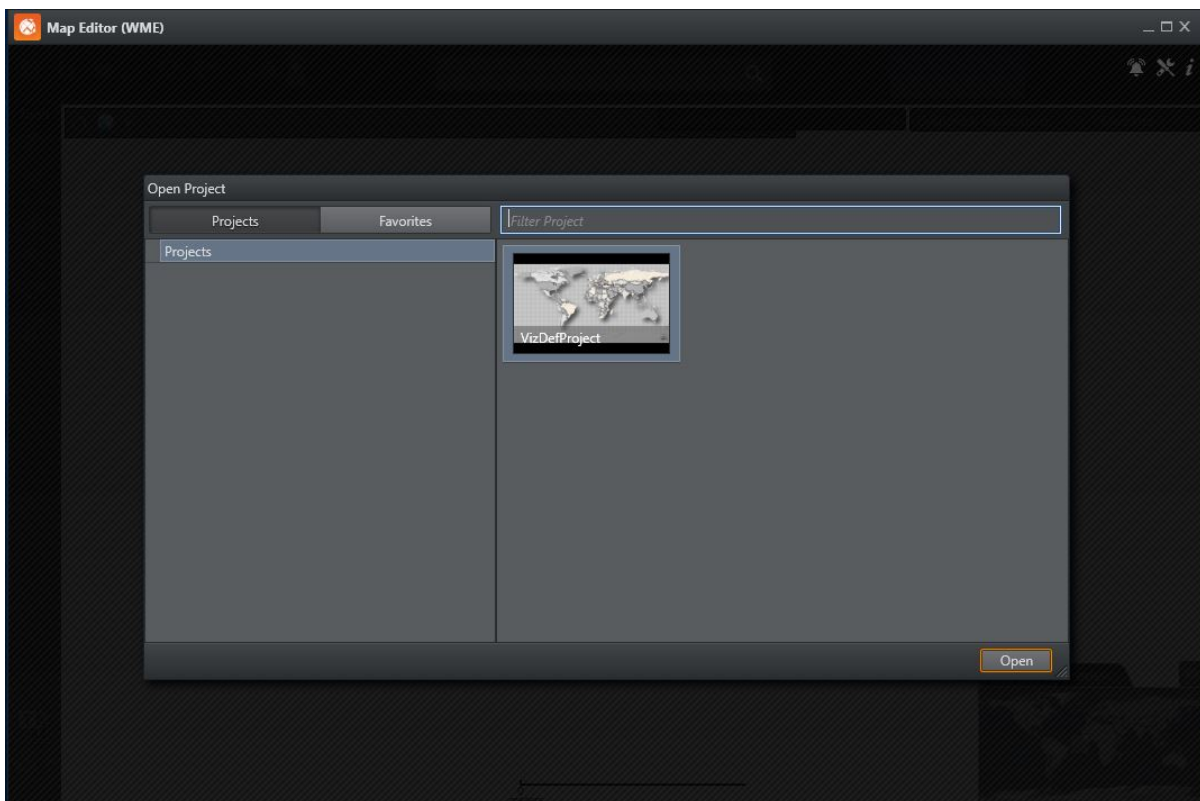 Map Editor (WME)
Open Project
Projects
Favorites
Filter Project
Projects
VizDefProject
Open